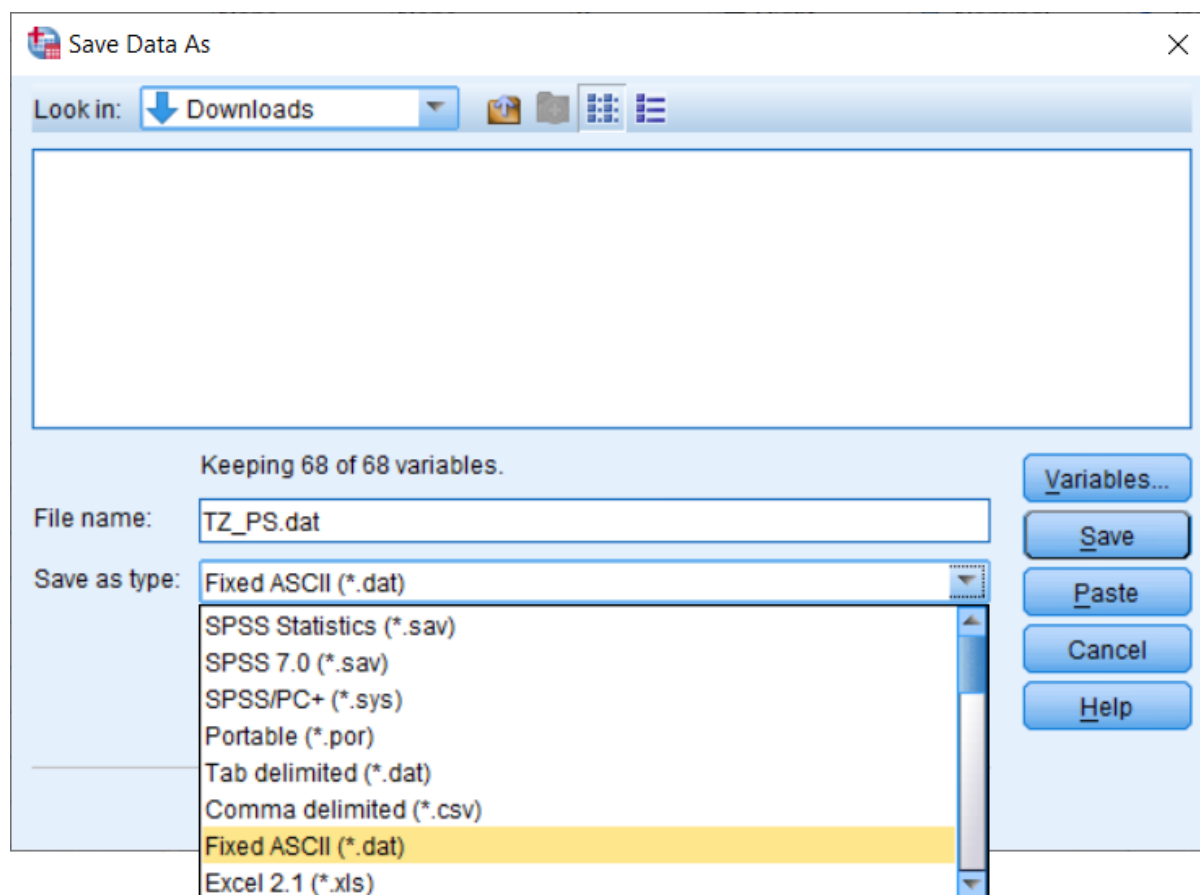 Save Data As
Look in: Downloads
Keeping 68 of 68 variables.
File name: TZ_PS.dat
Save as type: Fixed ASCII (*.dat)
SPSS Statistics (*.sav)
SPSS 7.0 (*.sav)
SPSS/PC+ (*.sys)
Portable (*.por)
Tab delimited (*.dat)
Comma delimited (*.csv)
Fixed ASCII (*.dat)
Excel 2.1 (*.xls)
Variables...
Save
Paste
Cancel
Help